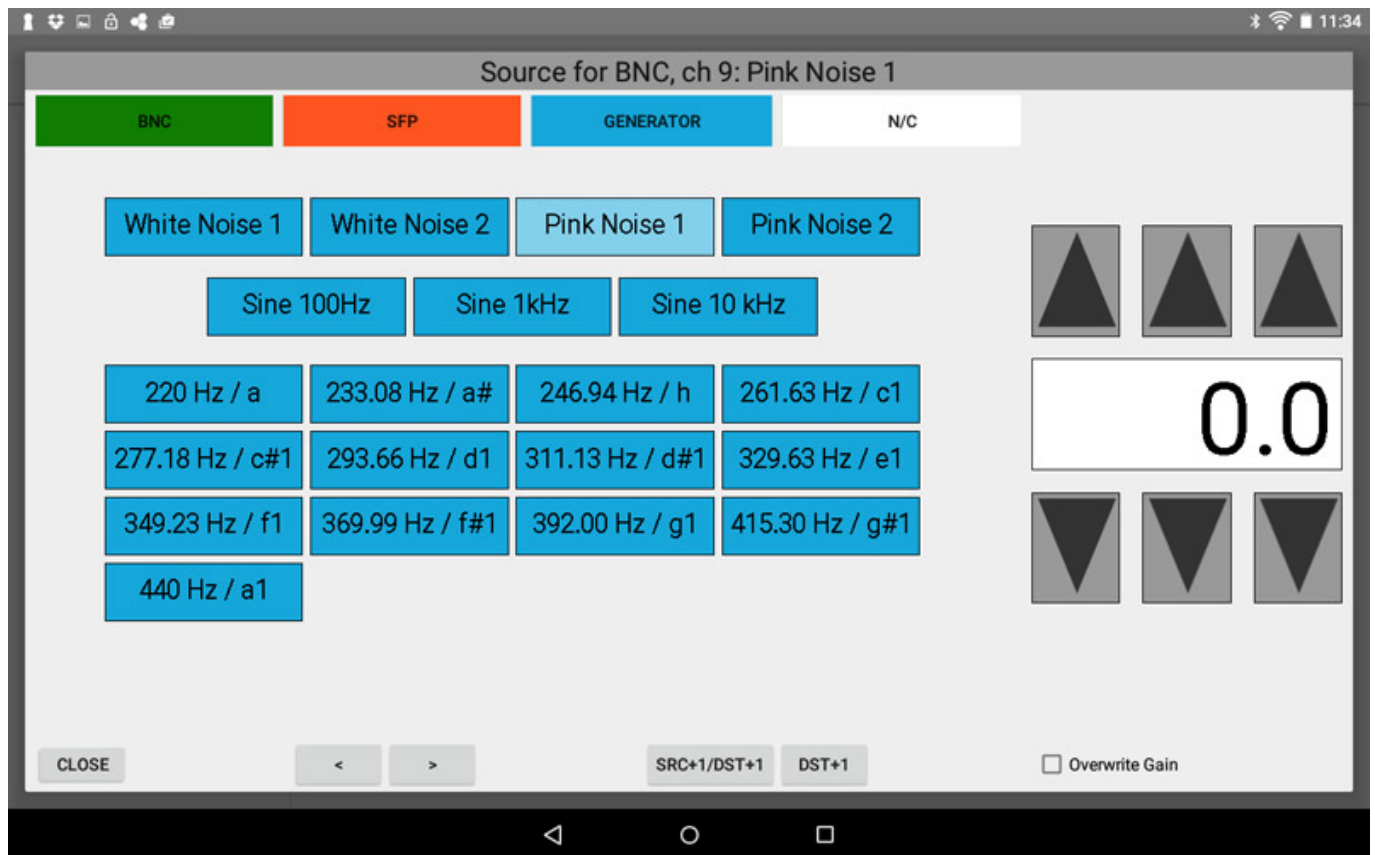 11:34
Source for BNC, ch 9: Pink Noise 1
BNC SFP GENERATOR N/C
White Noise 1 White Noise 2 Pink Noise 1 Pink Noise 2
Sine 100Hz Sine 1kHz Sine 10 kHz
220 Hz / a 233.08 Hz / a# 246.94 Hz / h 261.63 Hz / c1
277.18 Hz / c#1 293.66 Hz / d1 311.13 Hz / d#1 329.63 Hz / e1
349.23 Hz / f1 369.99 Hz / f#1 392.00 Hz / g1 415.30 Hz / g#1
440 Hz / a1
0.0
CLOSE < > SRC+1/DST+1 DST+1 Overwrite Gain